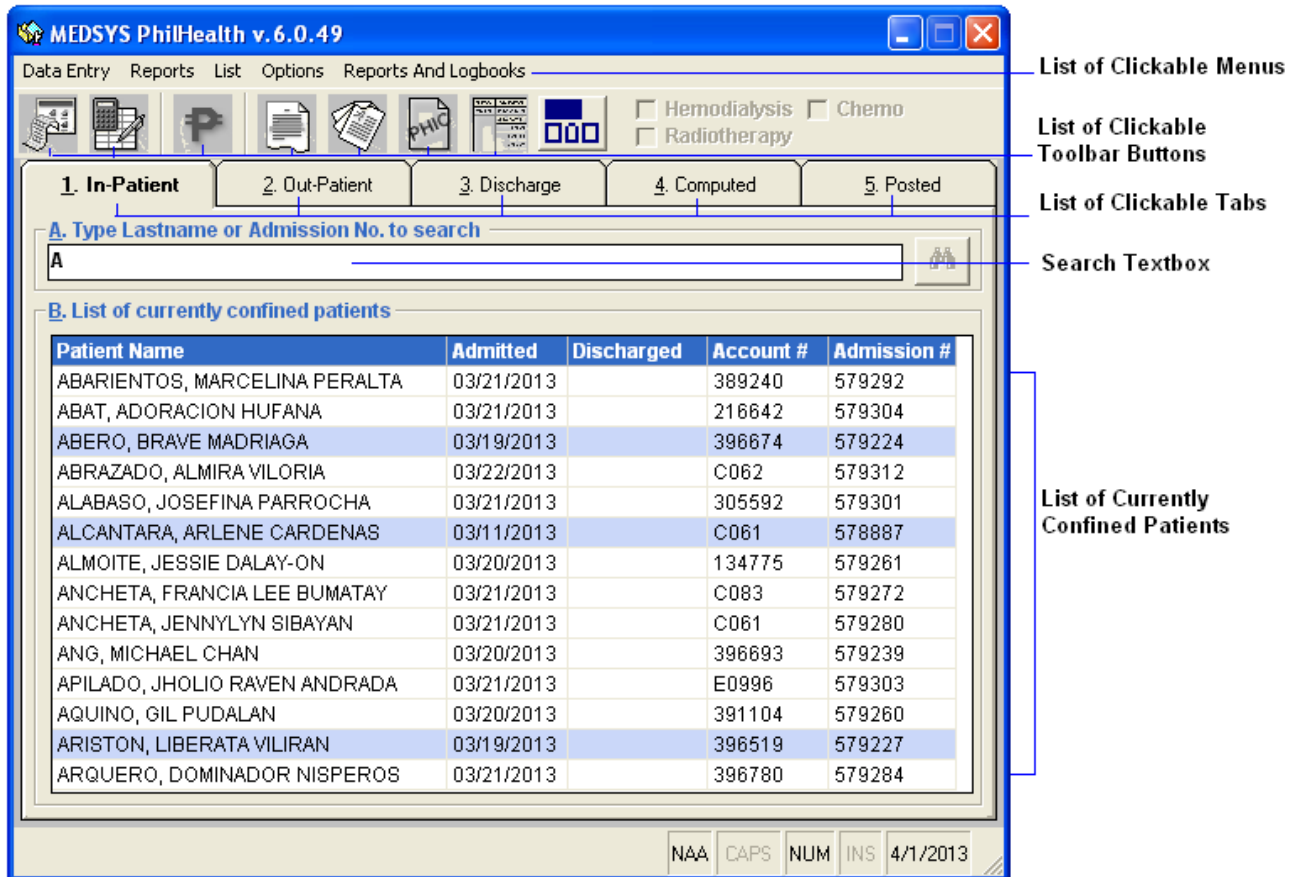 MEDSYS PhilHealth v.6.0.49
Data Entry Reports List Options Reports And Logbooks
List of Clickable Menus
PHIC
Hemodialysis Chemo
Radiotherapy
List of Clickable
Toolbar Buttons
1. In-Patient 2. Out-Patient 3. Discharge 4. Computed 5. Posted
List of Clickable Tabs
A. Type Lastname or Admission No. to search
A
Search Textbox
B. List of currently confined patients
Patient Name Admitted Discharged Account # Admission #
ABARIENTOS, MARCELINA PERALTA 03/21/2013 389240 579292
ABAT, ADORACION HUFANA 03/21/2013 216642 579304
ABERO, BRAVE MADRIAGA 03/19/2013 396674 579224
ABRAZADO, ALMIRA VILORIA 03/22/2013 C062 579312
ALABASO, JOSEFINA PARROCHA 03/21/2013 305592 579301
ALCANTARA, ARLENE CARDENAS 03/11/2013 C061 578887
ALMOITE, JESSIE DALAY-ON 03/20/2013 134775 579261
ANCHETA, FRANCIA LEE BUMATAY 03/21/2013 C083 579272
ANCHETA, JENNYLYN SIBAYAN 03/21/2013 C061 579280
ANG, MICHAEL CHAN 03/20/2013 396693 579239
APILADO, JHOLIO RAVEN ANDRADA 03/21/2013 E0996 579303
AQUINO, GIL PUDALAN 03/20/2013 391104 579260
ARISTON, LIBERATA VILIRAN 03/19/2013 396519 579227
ARQUERO, DOMINADOR NISPEROS 03/21/2013 396780 579284
List of Currently
Confined Patients
NAA CAPS NUM INS 4/1/2013